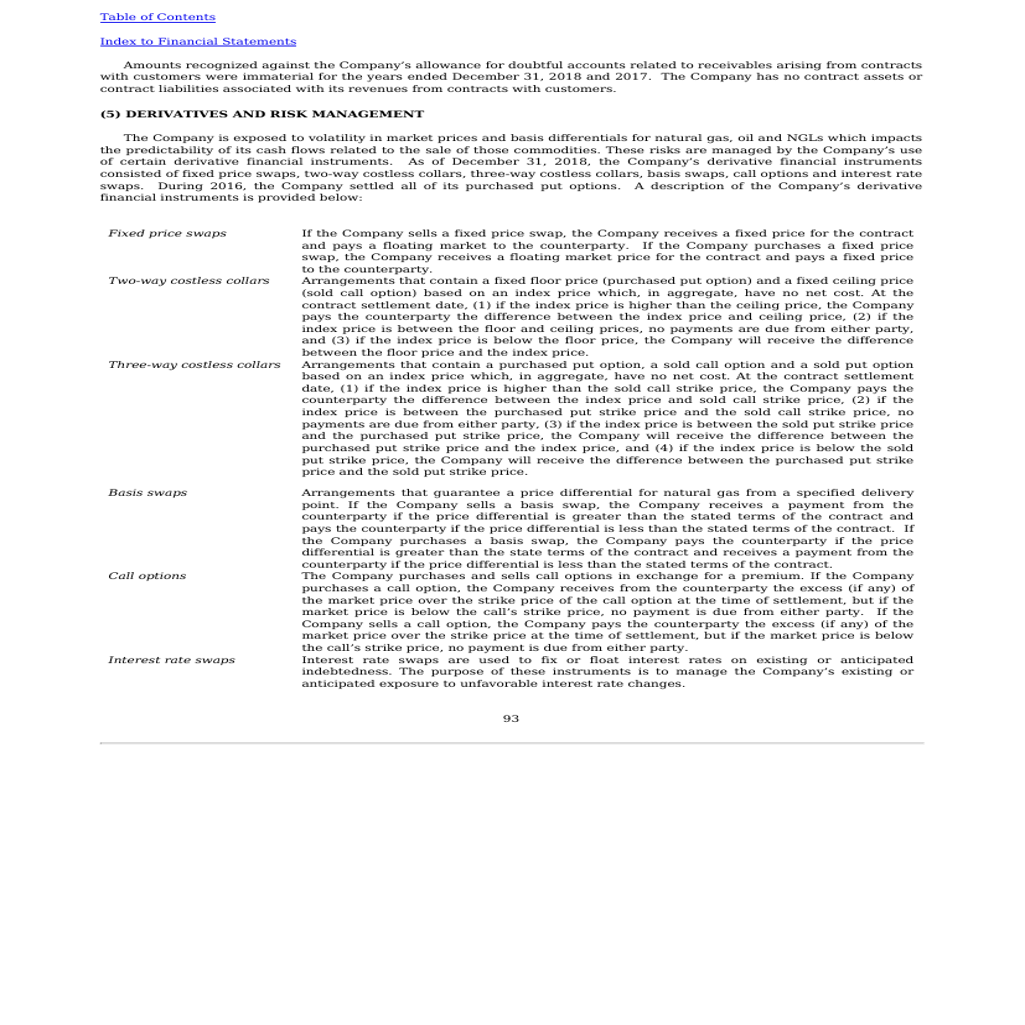 Table of Contents
Index to Financial Statements
Amounts recognized against the Company's allowance for doubtful accounts related to receivables arising from contracts
with customers were immaterial for the years ended December 31, 2018 and 2017. The Company has no contract assets or
contract liabilities associated with its revenues from contracts with customers.
(5) DERIVATIVES AND RISK MANAGEMENT
The Company is exposed to volatility in market prices and basis differentials for natural gas, oil and NGLs which impacts
the predictability of its cash flows related to the sale of those commodities. These risks are managed by the Company's use
of certain derivative financial instruments. As of December 31, 2018, the Company's derivative financial instruments
consisted of fixed price swaps, two-way costless collars, three-way costless collars, basis swaps, call options and interest rate
swaps. During 2016, the Company settled all of its purchased put options. A description of the Company's derivative
financial instruments is provided below:
Fixed price swaps If the Company sells a fixed price swap, the Company receives a fixed price for the contract
and pays a floating market to the counterparty. If the Company purchases a fixed price
swap, the Company receives a floating market price for the contract and pays a fixed price
to the counterparty.
Two-way costless collars Arrangements that contain a fixed floor price (purchased put option) and a fixed ceiling price
(sold call option) based on an index price which, in aggregate, have no net cost. At the
contract settlement date, (1) if the index price is higher than the ceiling price, the Company
pays the counterparty the difference between the index price and ceiling price, (2) if the
index price is between the floor and ceiling prices, no payments are due from either party,
and (3) if the index price is below the floor price, the Company will receive the difference
between the floor price and the index price.
Three-way costless collars Arrangements that contain a purchased put option, a sold call option and a sold put option
based on an index price which, in aggregate, have no net cost. At the contract settlement
date, (1) if the index price is higher than the sold call strike price, the Company pays the
counterparty the difference between the index price and sold call strike price, (2) if the
index price is between the purchased put strike price and the sold call strike price, no
payments are due from either party, (3) if the index price is between the sold put strike price
and the purchased put strike price, the Company will receive the difference between the
purchased put strike price and the index price, and (4) if the index price is below the sold
put strike price, the Company will receive the difference between the purchased put strike
price and the sold put strike price.
Basis swaps Arrangements that guarantee a price differential for natural gas from a specified delivery
point. If the Company sells a basis swap, the Company receives a payment from the
counterparty if the price differential is greater than the stated terms of the contract and
pays the counterparty if the price differential is less than the stated terms of the contract. If
the Company purchases a basis swap, the Company pays the counterparty if the price
differential is greater than the state terms of the contract and receives a payment from the
counterparty if the price differential is less than the stated terms of the contract.
Call options The Company purchases and sells call options in exchange for a premium. If the Company
purchases a call option, the Company receives from the counterparty the excess (if any) of
the market price over the strike price of the call option at the time of settlement, but if the
market price is below the call's strike price, no payment is due from either party. If the
Company sells a call option, the Company pays the counterparty the excess (if any) of the
market price over the strike price at the time of settlement, but if the market price is below
the call's strike price, no payment is due from either party.
Interest rate swaps Interest rate swaps are used to fix or float interest rates on existing or anticipated
indebtedness. The purpose of these instruments is to manage the Company's existing or
anticipated exposure to unfavorable interest rate changes.
93